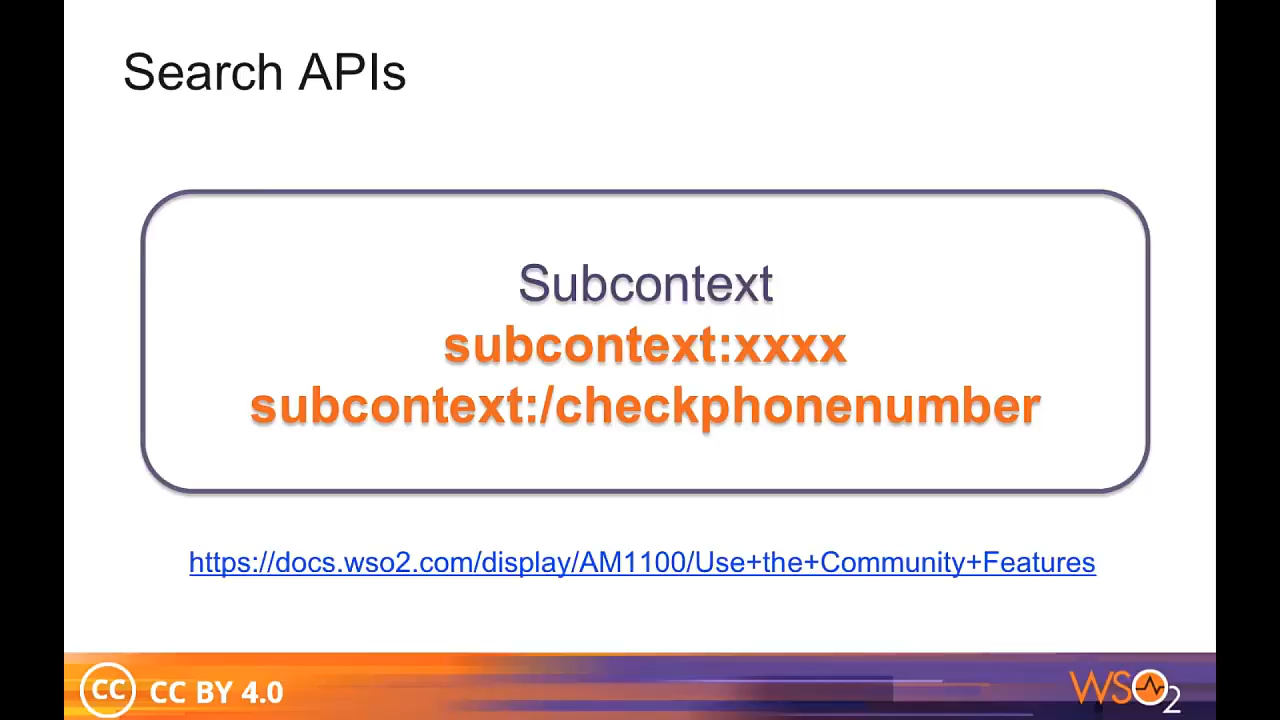 Search APIs
Subcontext
subcontext:xxxx
subcontext:/checkphonenumber
https://docs.wso2.com/display/AM1100/Use+the+Community+Features
CC CC BY 4.0
WSO2